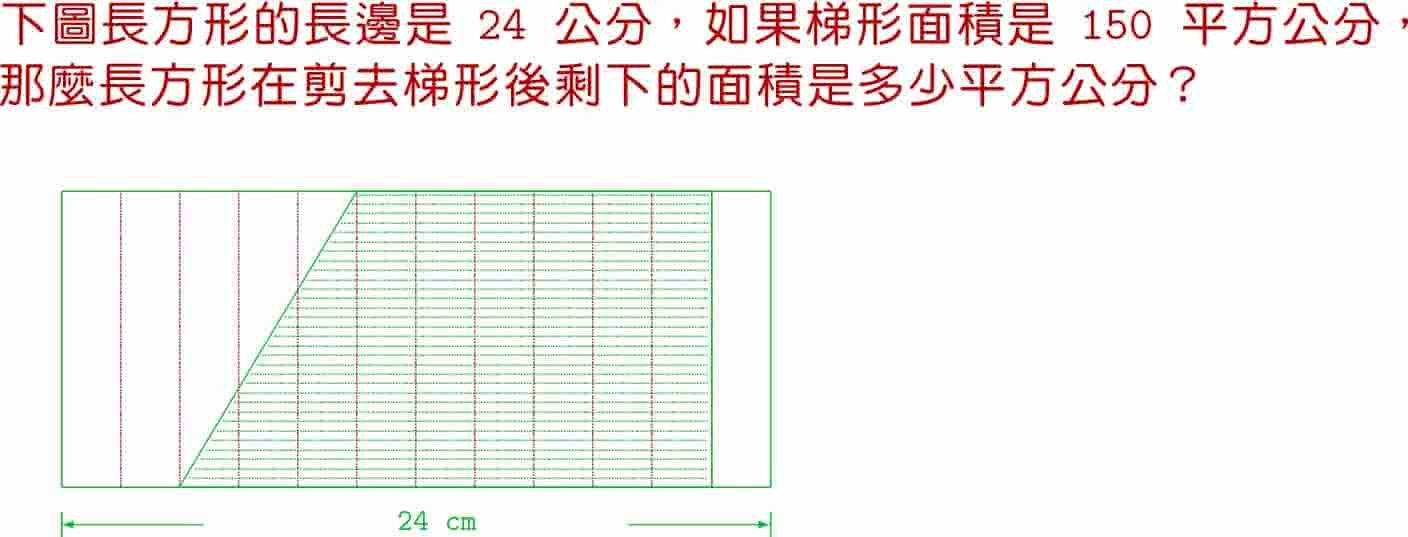 下圖長方形的長邊是 24 公分,如果梯形面積是 150 平方公分,
那麼長方形在剪去梯形後剩下的面積是多少平方公分?
24 cm